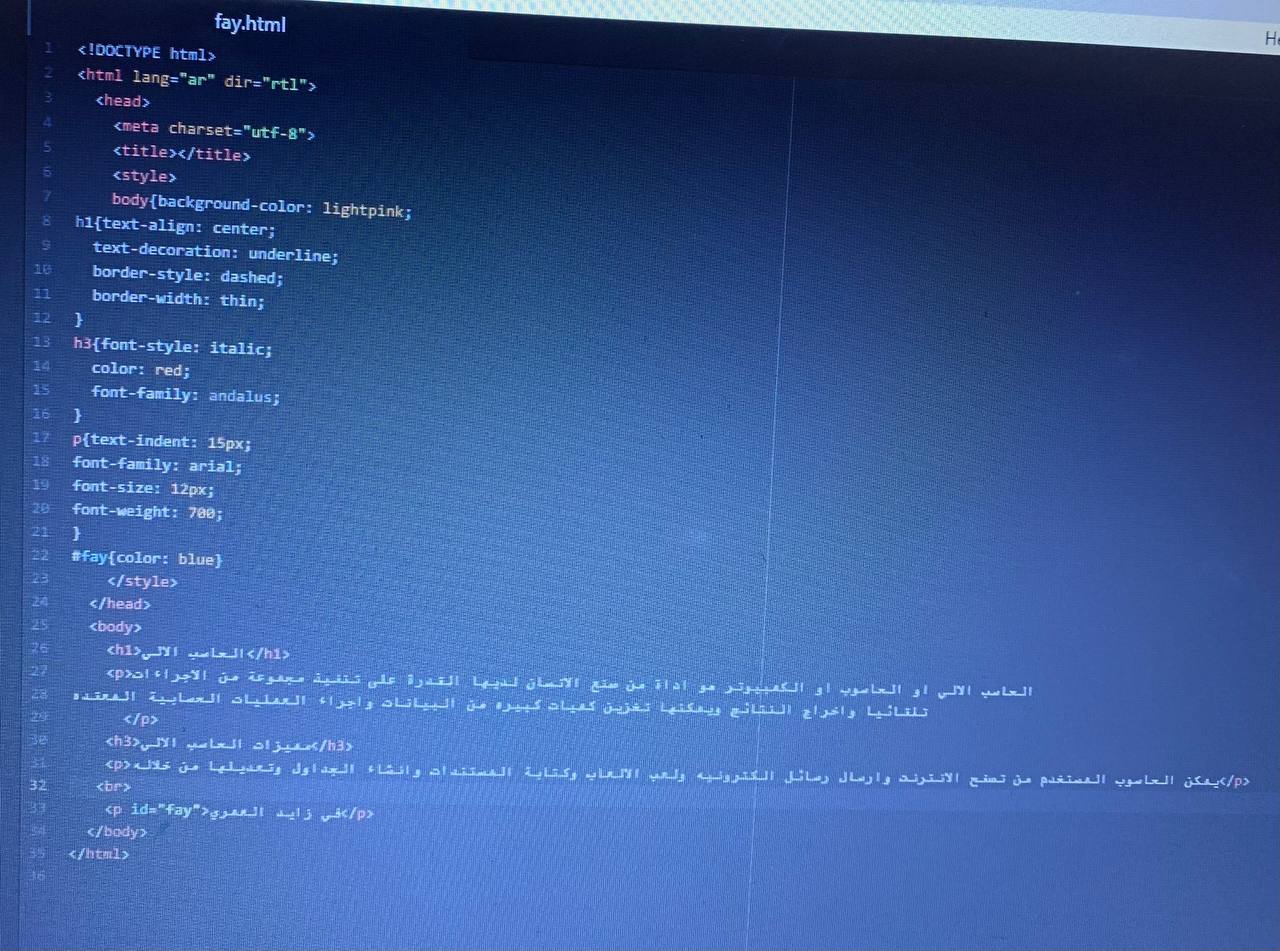 fay.html
He
1 <!DOCTYPE html>
2 <html lang="ar" dir="rtl">
3 <head>
4 <meta charset="utf-8">
5 <title></title>
6 <style>
7 body{background-color: lightpink;
8 h1{text-align: center;
9 text-decoration: underline;
10 border-style: dashed;
11 border-width: thin;
12 }
13 h3{font-style: italic;
14 color: red;
15 font-family: andalus;
16 }
17 p{text-indent: 15px;
18 font-family: arial;
19 font-size: 12px;
20 font-weight: 700;
21 }
22 #fay{color: blue}
23 </style>
24 </head>
25 <body>
26 <h1>الحاسب الالي</h1>
27 <p>الحاسب الالي او الحاسوب او الكمبيوتر هو اداة من صنع الانسان لديها القدرة على تنفية مجموعة من الاجراءات
28 تلقائيا واخراج النتائج ويمكنها تخزين كميات كبيره من البيانات واجراء العمليات الحسابية المعقده
29 </p>
30 <h3>مميزات الحاسب الالي</h3>
31 <p>يمكن الحاسوب المستخدم من تصفح الانترنت وارسال رسائل الكترونيه ولعب الالعاب وكتابة المستندات وانشاء الجداول وتعديلها من خلاله</p>
32 <br>
33 <p id="fay">في زايد العمري</p>
34 </body>
35 </html>
36